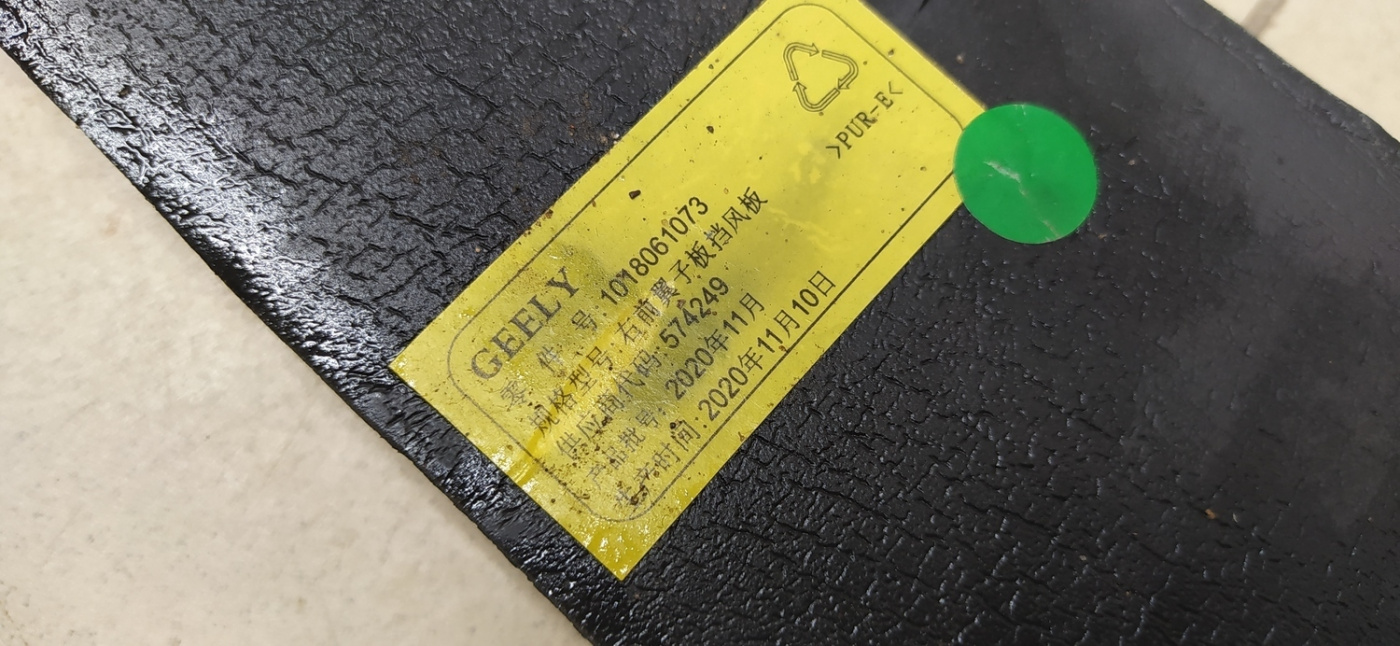 >PUR-E<
GEELY
零 件 号: 1018061073
规格型号: 右前翼子板挡风板
供应商代码: 574249
产品批号: 2020年11月
生产时间: 2020年11月10日